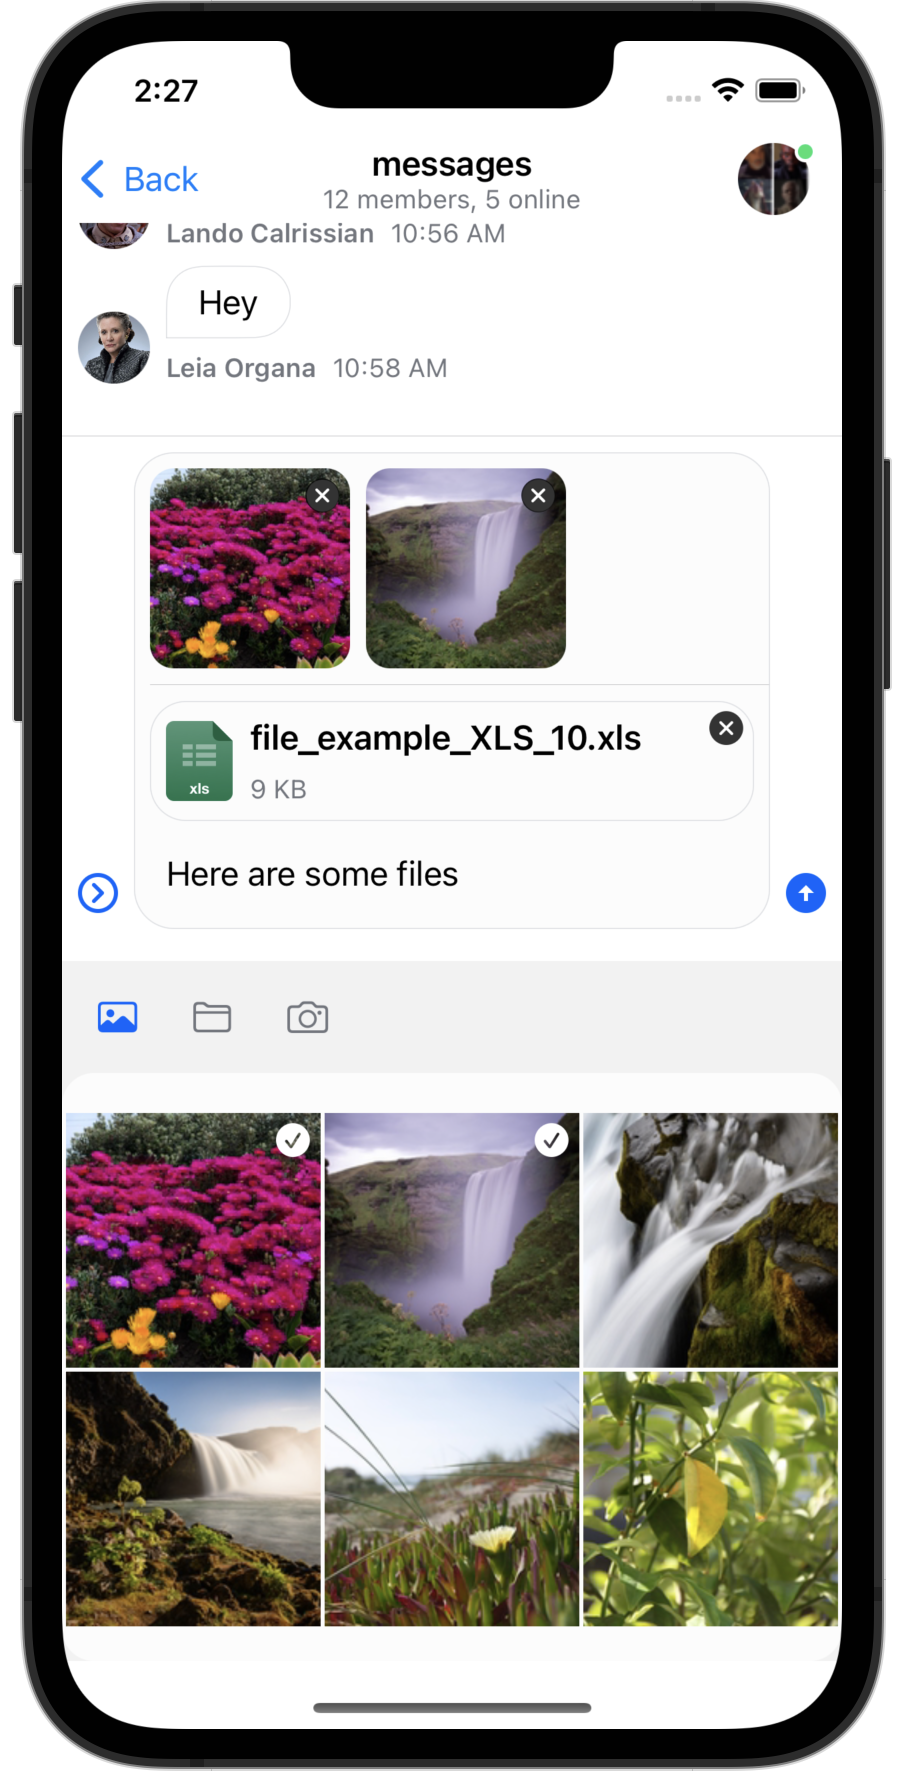 2:27
Back
messages
12 members, 5 online
Lando Calrissian 10:56 AM
Hey
Leia Organa 10:58 AM
file_example_XLS_10.xls
xls
9 KB
Here are some files